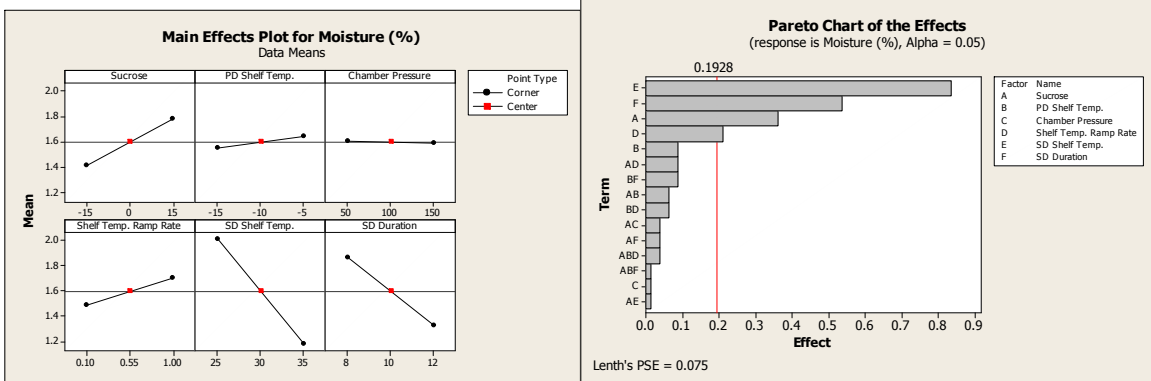 Main Effects Plot for Moisture (%)
Data Means
Sucrose PD Shelf Temp. Chamber Pressure
2.0
1.8
1.6
1.4
1.2
-15 0 15 -15 -10 -5 50 100 150
Shelf Temp. Ramp Rate SD Shelf Temp. SD Duration
2.0
1.8
1.6
1.4
1.2
0.10 0.55 1.00 25 30 35 8 10 12
Mean
Point Type
Corner
Center
Pareto Chart of the Effects
(response is Moisture (%), Alpha = 0.05)
0.1928
Term
E
F
A
D
B
AD
BF
AB
BD
AC
AF
ABD
ABF
C
AE
0.0 0.1 0.2 0.3 0.4 0.5 0.6 0.7 0.8 0.9
Effect
Lenth's PSE = 0.075
Factor Name
A Sucrose
B PD Shelf Temp.
C Chamber Pressure
D Shelf Temp. Ramp Rate
E SD Shelf Temp.
F SD Duration